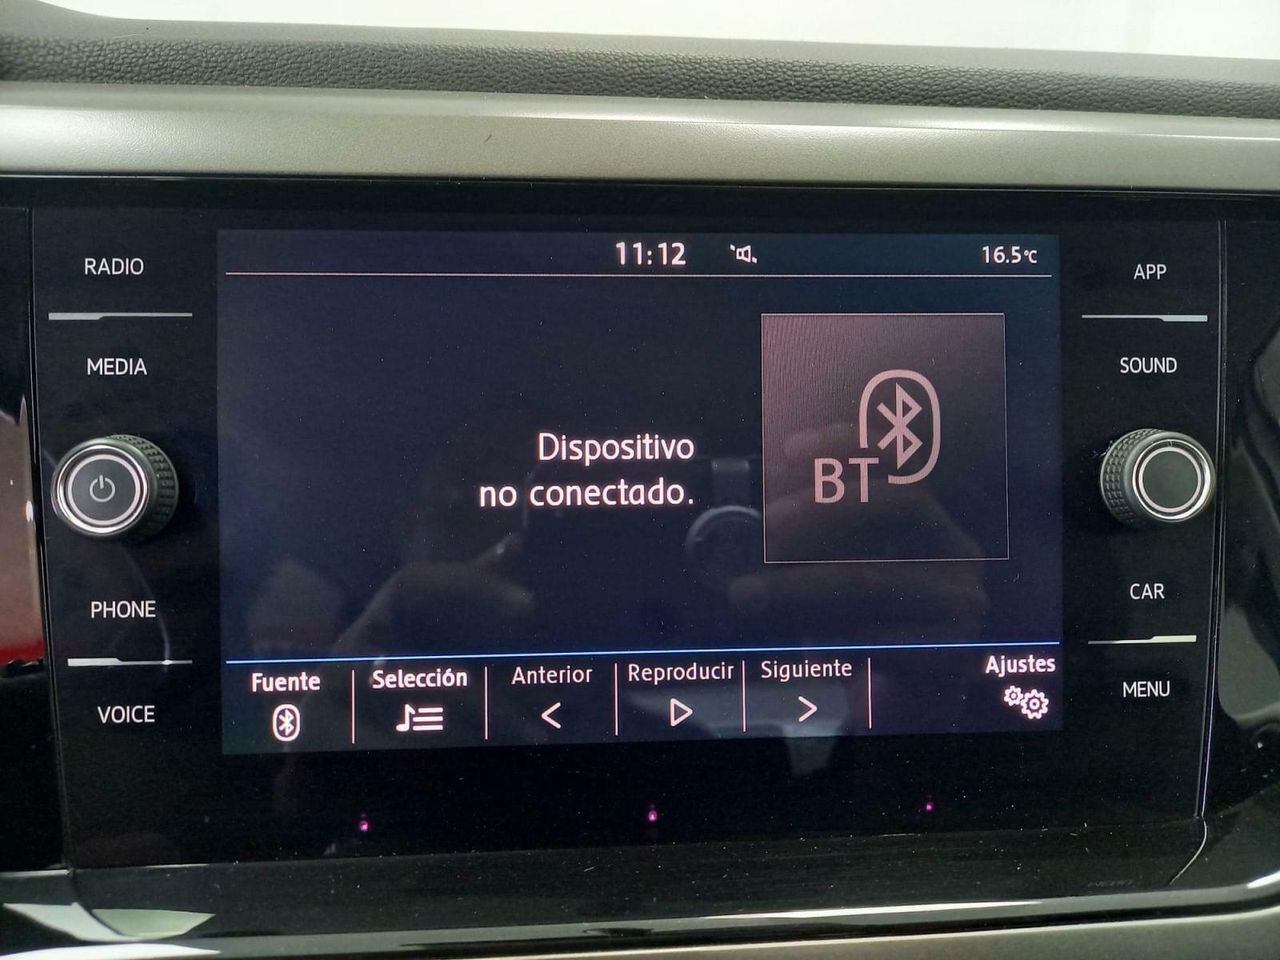 RADIO
MEDIA
PHONE
VOICE
11:12
16.5°C
Dispositivo
no conectado.
BT
Fuente
Selección
Anterior
Reproducir
Siguiente
Ajustes
APP
SOUND
CAR
MENU